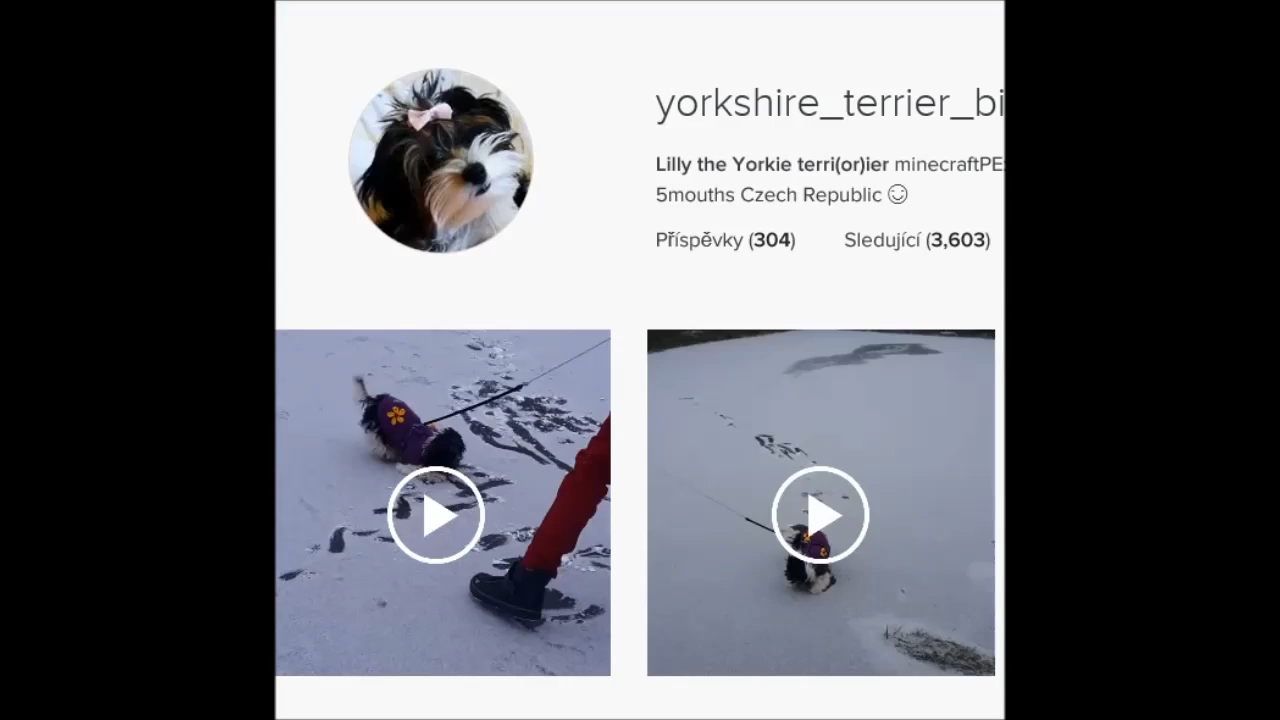 yorkshire_terrier_bi
Lilly the Yorkie terri(or)ier minecraftPE
5mouths Czech Republic ☺
Příspěvky (304) Sledující (3,603)